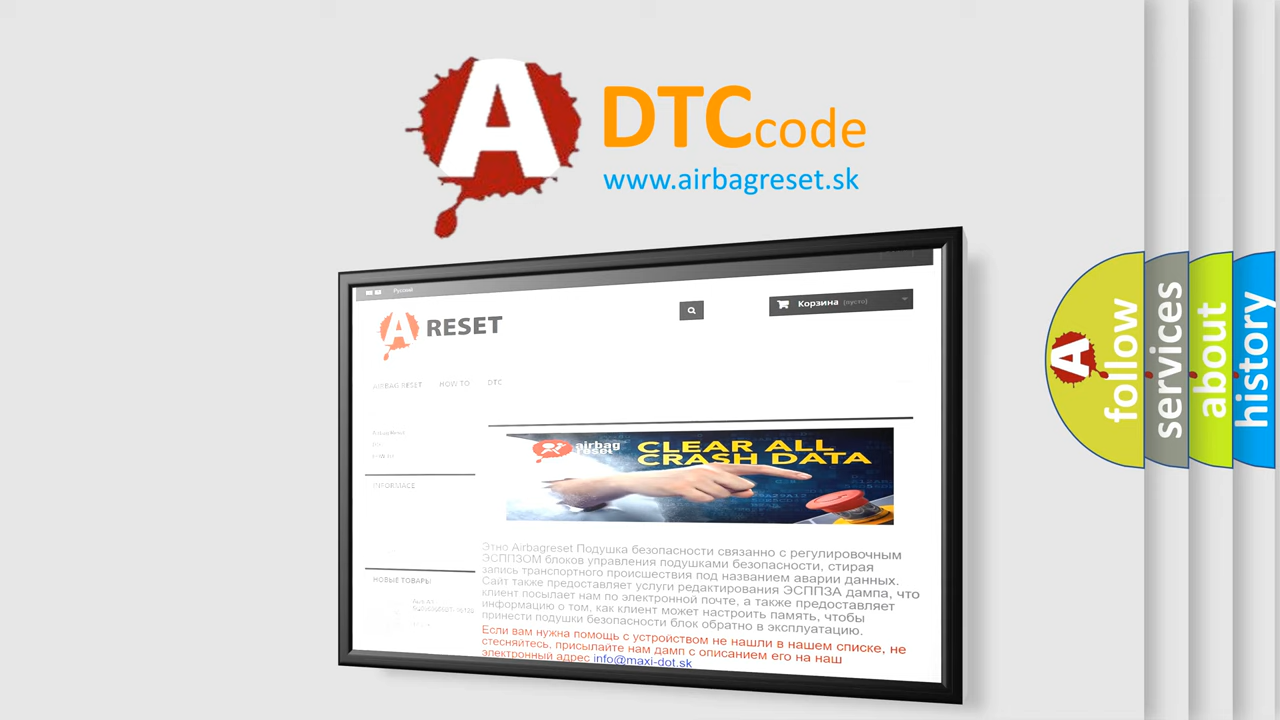 A
DTCcode
www.airbagreset.sk
Русский
A RESET
Корзина (пусто)
AIRBAG RESET HOW TO DTC
INFORMACE
НОВЫЕ ТОВАРЫ
airbag
reset
CLEAR ALL
CRASH DATA
Этно Airbagreset Подушка безопасности связанно с регулировочным
ЭСППЗОМ блоков управления подушками безопасности, стирая
запись транспортного происшествия под названием аварии данных.
Сайт также предоставляет услуги редактирования ЭСППЗА дампа, что
клиент посылает нам по электронной почте, а также предоставляет
информацию о том, как клиент может настроить память, чтобы
принести подушки безопасности блок обратно в эксплуатацию.
Если вам нужна помощь с устройством не нашли в нашем списке, не
стесняйтесь, присылайте нам дамп с описанием его на наш
электронный адрес info@maxi-dot.sk
A
follow
services
about
history